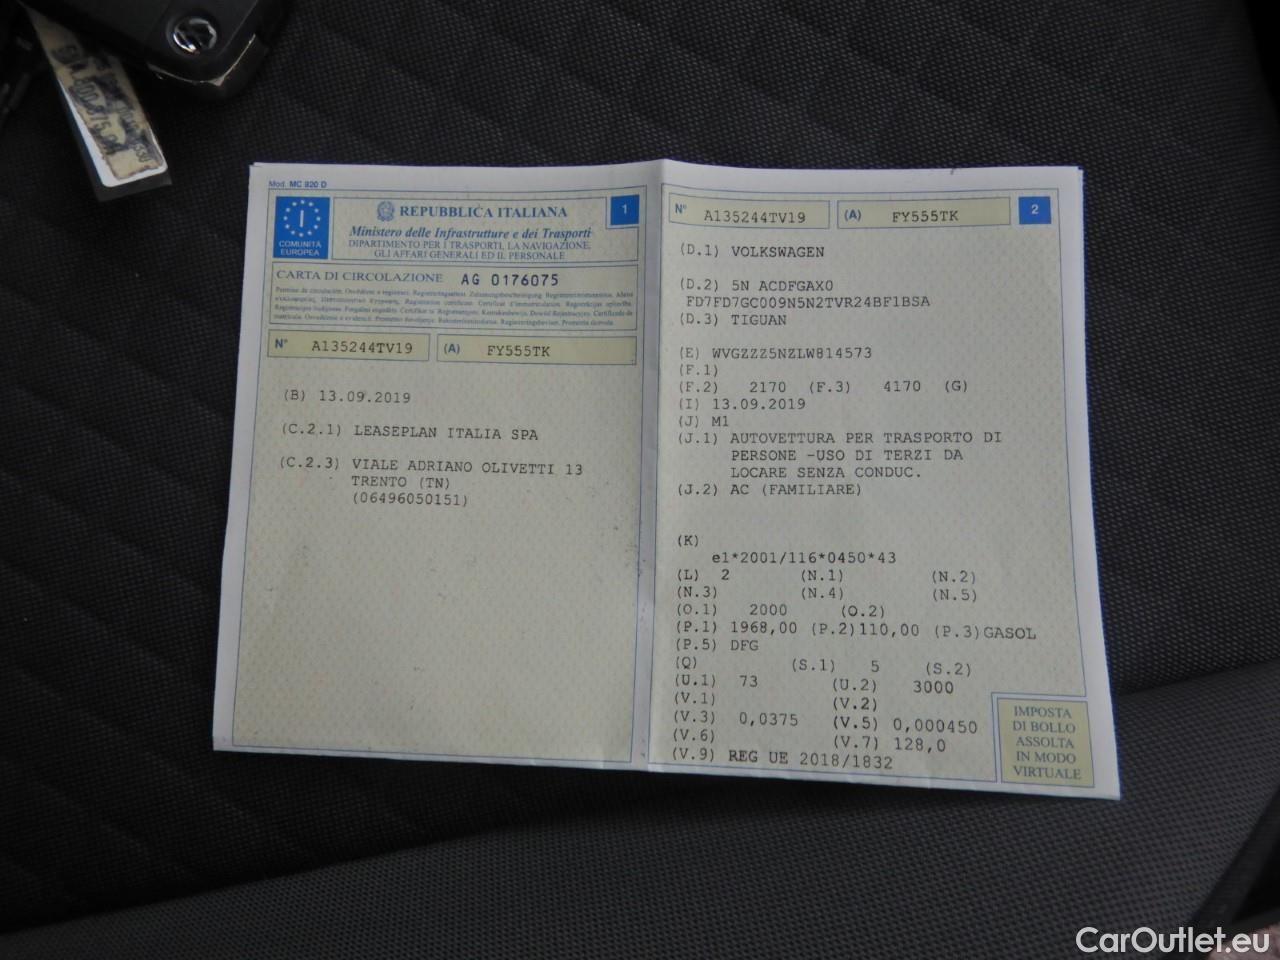 Mod. MC 820 D
I
COMUNITÀ
EUROPEA
REPUBBLICA ITALIANA
1
Ministero delle Infrastrutture e dei Trasporti
DIPARTIMENTO PER I TRASPORTI, LA NAVIGAZIONE,
GLI AFFARI GENERALI ED IL PERSONALE
CARTA DI CIRCOLAZIONE AG 0176075
N° A135244TV19 (A) FY555TK
(B) 13.09.2019
(C.2.1) LEASEPLAN ITALIA SPA
(C.2.3) VIALE ADRIANO OLIVETTI 13
TRENTO (TN)
(06496050151)
N° A135244TV19 (A) FY555TK 2
(D.1) VOLKSWAGEN
(D.2) 5N ACDFGAX0
FD7FD7GC009N5N2TVR24BF1BSA
(D.3) TIGUAN
(E) WVGZZZ5NZLW814573
(F.1)
(F.2) 2170 (F.3) 4170 (G)
(I) 13.09.2019
(J) M1
(J.1) AUTOVETTURA PER TRASPORTO DI
PERSONE -USO DI TERZI DA
LOCARE SENZA CONDUC.
(J.2) AC (FAMILIARE)
(K)
e1*2001/116*0450*43
(L) 2 (N.1) (N.2)
(N.3) (N.4) (N.5)
(O.1) 2000 (O.2)
(P.1) 1968,00 (P.2)110,00 (P.3)GASOL
(P.5) DFG
(Q) (S.1) 5 (S.2)
(U.1) 73 (U.2) 3000
(V.1) (V.2)
(V.3) 0,0375 (V.5) 0,000450
(V.6) (V.7) 128,0
(V.9) REG UE 2018/1832
IMPOSTA
DI BOLLO
ASSOLTA
IN MODO
VIRTUALE
CarOutlet.eu